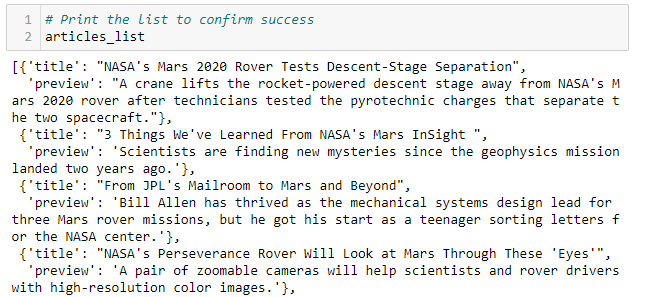 1 # Print the list to confirm success
2 articles_list
[{'title': "NASA's Mars 2020 Rover Tests Descent-Stage Separation",
'preview': "A crane lifts the rocket-powered descent stage away from NASA's M
ars 2020 rover after technicians tested the pyrotechnic charges that separate t
he two spacecraft."},
{'title': "3 Things We've Learned From NASA's Mars InSight ",
'preview': 'Scientists are finding new mysteries since the geophysics mission
landed two years ago.'},
{'title': "From JPL's Mailroom to Mars and Beyond",
'preview': 'Bill Allen has thrived as the mechanical systems design lead for
three Mars rover missions, but he got his start as a teenager sorting letters f
or the NASA center.'},
{'title': "NASA's Perseverance Rover Will Look at Mars Through These 'Eyes'",
'preview': 'A pair of zoomable cameras will help scientists and rover drivers
with high-resolution color images.'},